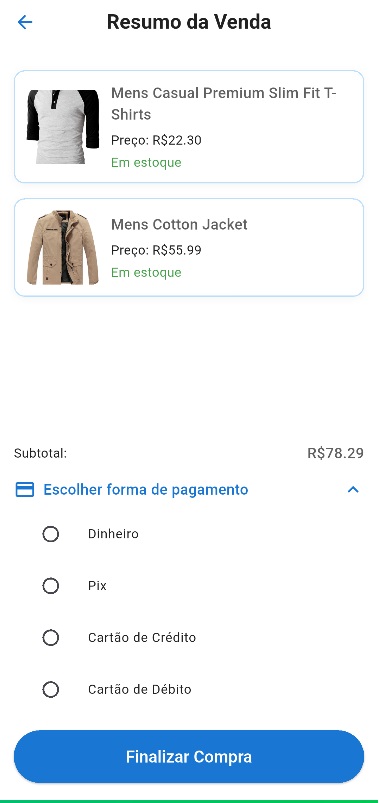 Resumo da Venda
Mens Casual Premium Slim Fit T-
Shirts
Preço: R$22.30
Em estoque
Mens Cotton Jacket
Preço: R$55.99
Em estoque
Subtotal: R$78.29
Escolher forma de pagamento
Dinheiro
Pix
Cartão de Crédito
Cartão de Débito
Finalizar Compra